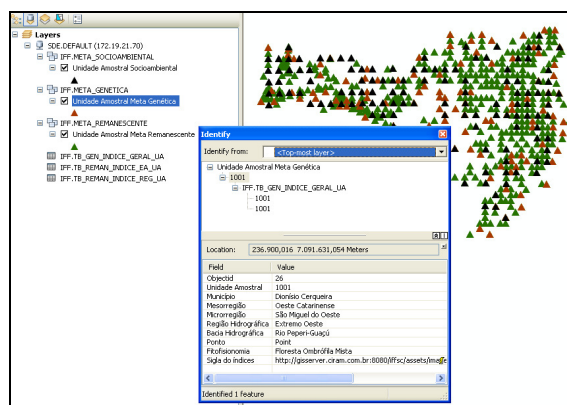 Layers
SDE.DEFAULT (172.19.21.70)
IFF.META_SOCIOAMBIENTAL
Unidade Amostral Socioambiental
IFF.META_GENETICA
Unidade Amostral Meta Genética
IFF.META_REMANESCENTE
Unidade Amostral Meta Remanescente
IFF.TB_GEN_INDICE_GERAL_UA
IFF.TB_REMAN_INDICE_EA_UA
IFF.TB_REMAN_INDICE_REG_UA
Identify
Identify from: <Top-most layer>
Unidade Amostral Meta Genética
1001
IFF.TB_GEN_INDICE_GERAL_UA
1001
1001
Location: 236.900,016 7.091.631,054 Meters
Field Value
Objectid 26
Unidade Amostral 1001
Município Dionísio Cerqueira
Mesorregião Oeste Catarinense
Microrregião São Miguel do Oeste
Região Hidrográfica Extremo Oeste
Bacia Hidrográfica Rio Peperi-Guaçú
Ponto Point
Fitofisionomia Floresta Ombrófila Mista
Sigla do índices http://gisserver.ciram.com.br:8080/iffsc/assets/image
Identified 1 feature